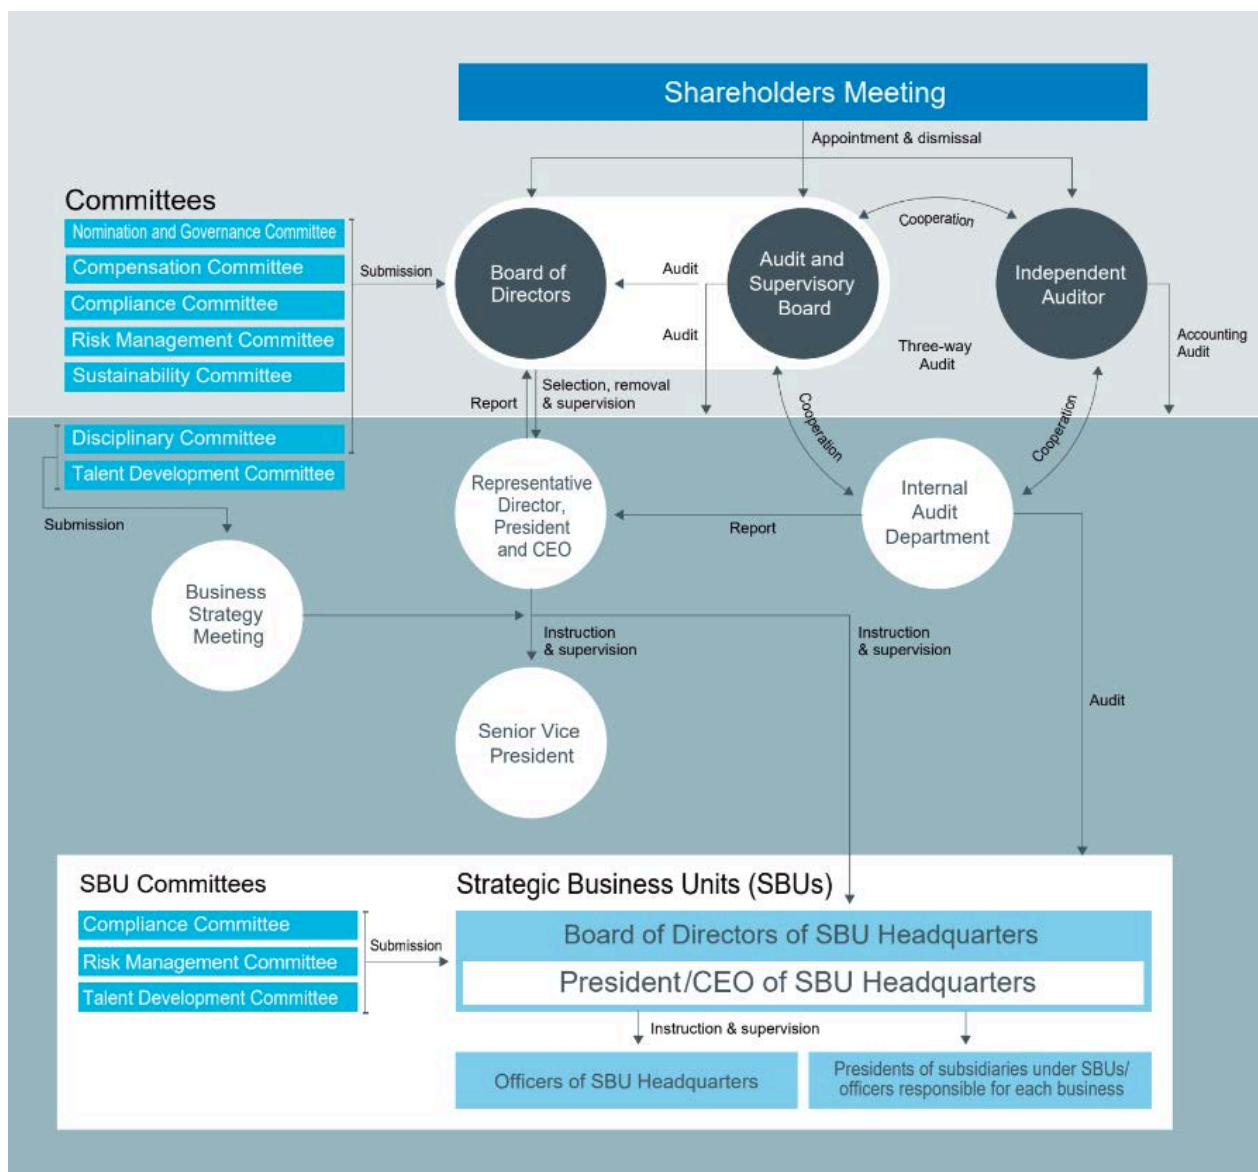 Shareholders Meeting
Appointment & dismissal
Committees
Nomination and Governance Committee
Compensation Committee
Compliance Committee
Risk Management Committee
Sustainability Committee
Disciplinary Committee
Talent Development Committee
Submission
Submission
Board of
Directors
Audit
Audit
Audit and
Supervisory
Board
Cooperation
Independent
Auditor
Three-way
Audit
Accounting
Audit
Report
Selection, removal
& supervision
Cooperation
Cooperation
Representative
Director,
President
and CEO
Report
Internal
Audit
Department
Business
Strategy
Meeting
Instruction
& supervision
Instruction
& supervision
Audit
Senior Vice
President
SBU Committees
Compliance Committee
Risk Management Committee
Talent Development Committee
Submission
Strategic Business Units (SBUs)
Board of Directors of SBU Headquarters
President/CEO of SBU Headquarters
Instruction & supervision
Officers of SBU Headquarters
Presidents of subsidiaries under SBUs/
officers responsible for each business